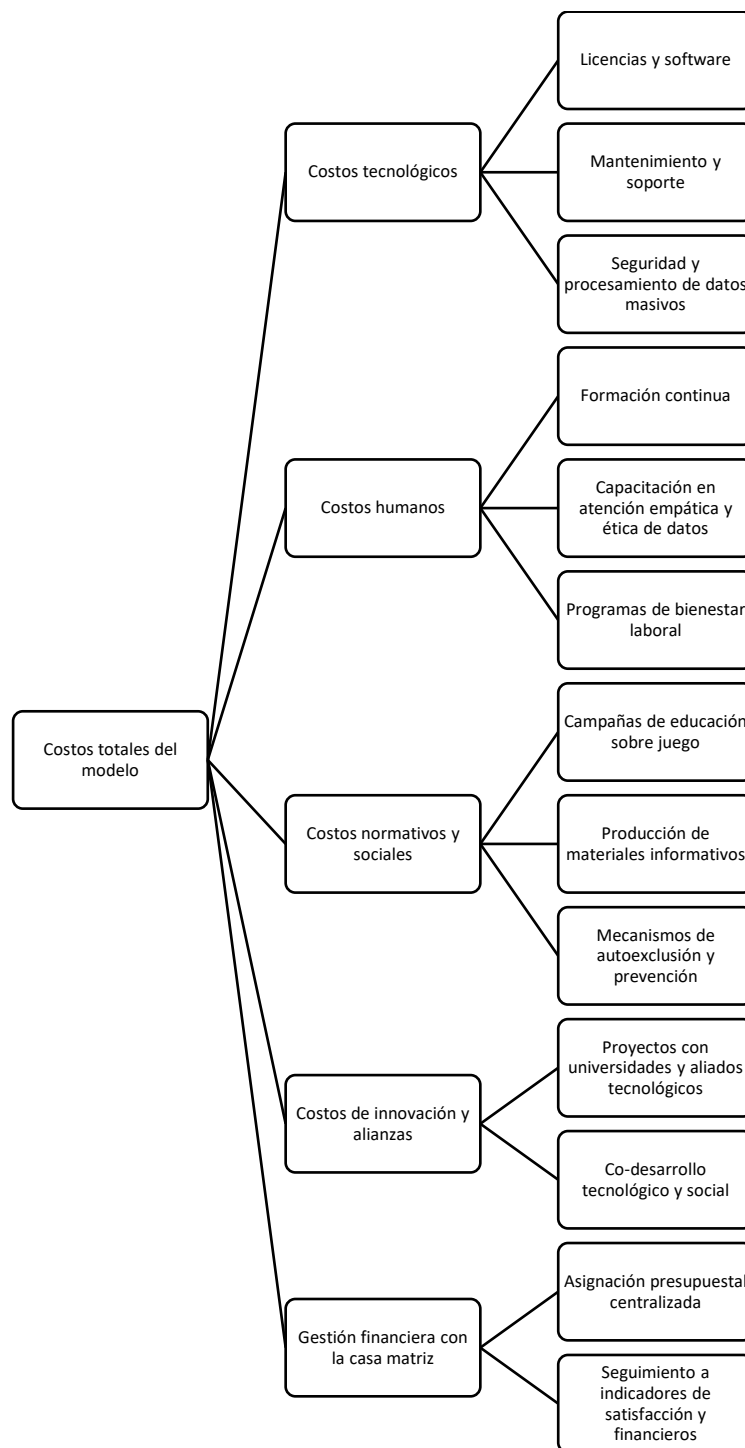 Costos totales del
modelo
Costos tecnológicos
Licencias y software
Mantenimiento y
soporte
Seguridad y
procesamiento de datos
masivos
Costos humanos
Formación continua
Capacitación en
atención empática y
ética de datos
Programas de bienestar
laboral
Costos normativos y
sociales
Campañas de educación
sobre juego
Producción de
materiales informativos
Mecanismos de
autoexclusión y
prevención
Costos de innovación y
alianzas
Proyectos con
universidades y aliados
tecnológicos
Co-desarrollo
tecnológico y social
Gestión financiera con
la casa matriz
Asignación presupuestal
centralizada
Seguimiento a
indicadores de
satisfacción y
financieros